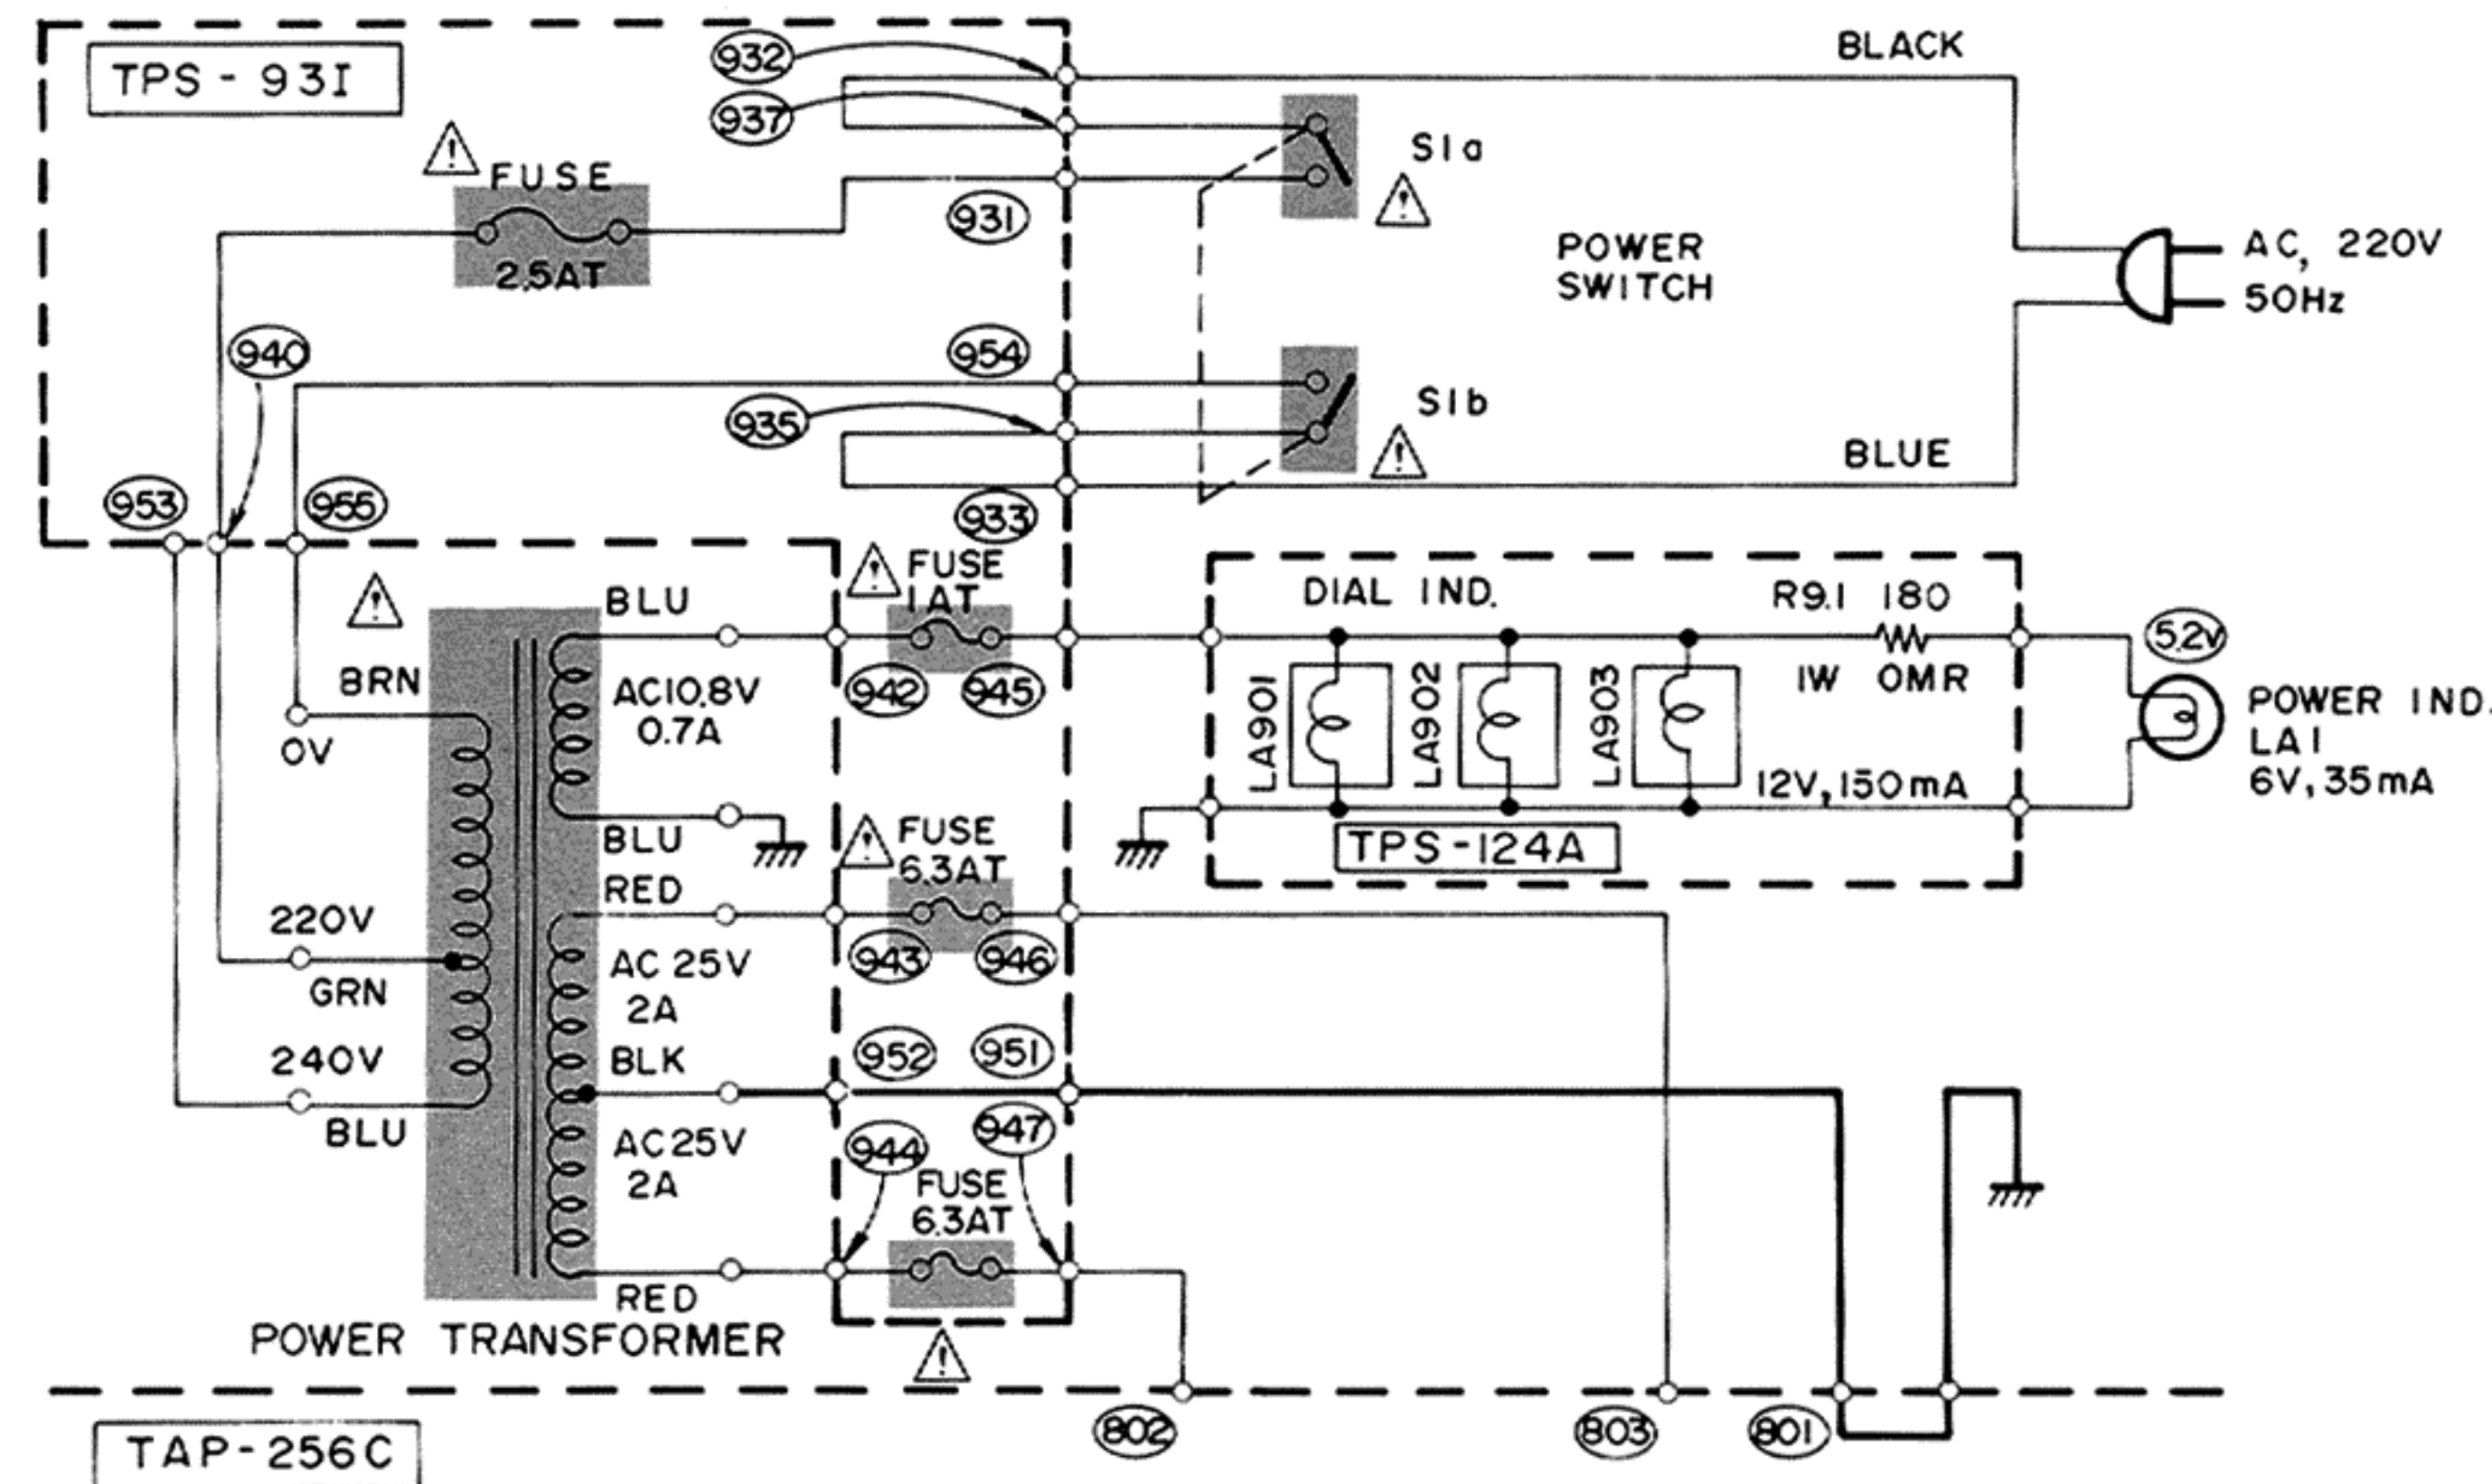 TPS-931
932
937
BLACK
FUSE
2.5AT
931
S1a
POWER
SWITCH
AC, 220V
50Hz
940
954
935
S1b
BLUE
953
955
933
FUSE
1AT
942
945
BLU
BRN
0V
AC10.8V
0.7A
BLU
DIAL IND.
R9.1 180
1W OMR
LA901
LA902
LA903
12V, 150mA
TPS-124A
5.2V
POWER IND.
LA1
6V, 35mA
FUSE
6.3AT
RED
943
946
220V
GRN
AC 25V
2A
240V
BLU
BLK
952
951
AC 25V
2A
944
947
FUSE
6.3AT
RED
POWER TRANSFORMER
802
803
801
TAP-256C